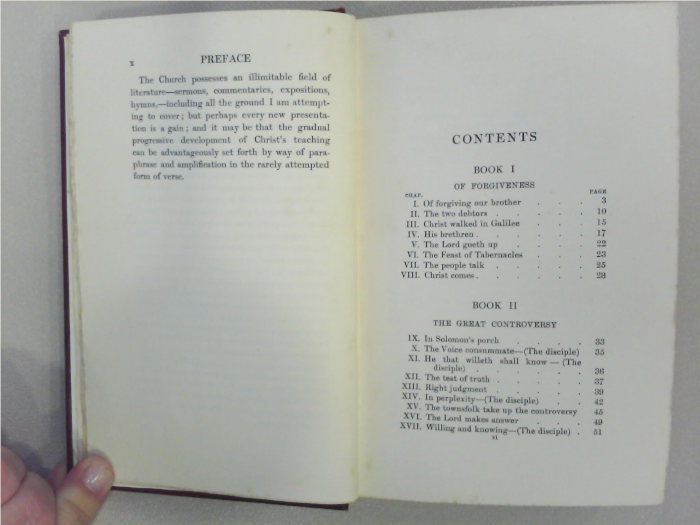 x
PREFACE
The Church possesses an illimitable field of
literature—sermons, commentaries, expositions,
hymns,—including all the ground I am attempt-
ing to cover; but perhaps every new presenta-
tion is a gain; and it may be that the gradual
progressive development of Christ's teaching
can be advantageously set forth by way of para-
phrase and amplification in the rarely attempted
form of verse.
CONTENTS
BOOK I
OF FORGIVENESS
CHAP. PAGE
I. Of forgiving our brother . . . 3
II. The two debtors . . . . . 10
III. Christ walked in Galilee . . . 15
IV. His brethren . . . . . 17
V. The Lord goeth up . . . . 22
VI. The Feast of Tabernacles . . . 23
VII. The people talk . . . . . 25
VIII. Christ comes . . . . . 28
BOOK II
THE GREAT CONTROVERSY
IX. In Solomon's porch . . . . 33
X. The Voice consummate—(The disciple) 35
XI. He that willeth shall know — (The
disciple) . . . . . 36
XII. The test of truth . . . . . 37
XIII. Right judgment . . . . . 39
XIV. In perplexity—(The disciple) . . 42
XV. The townsfolk take up the controversy 45
XVI. The Lord makes answer . . . 49
XVII. Willing and knowing—(The disciple) . 51
xi